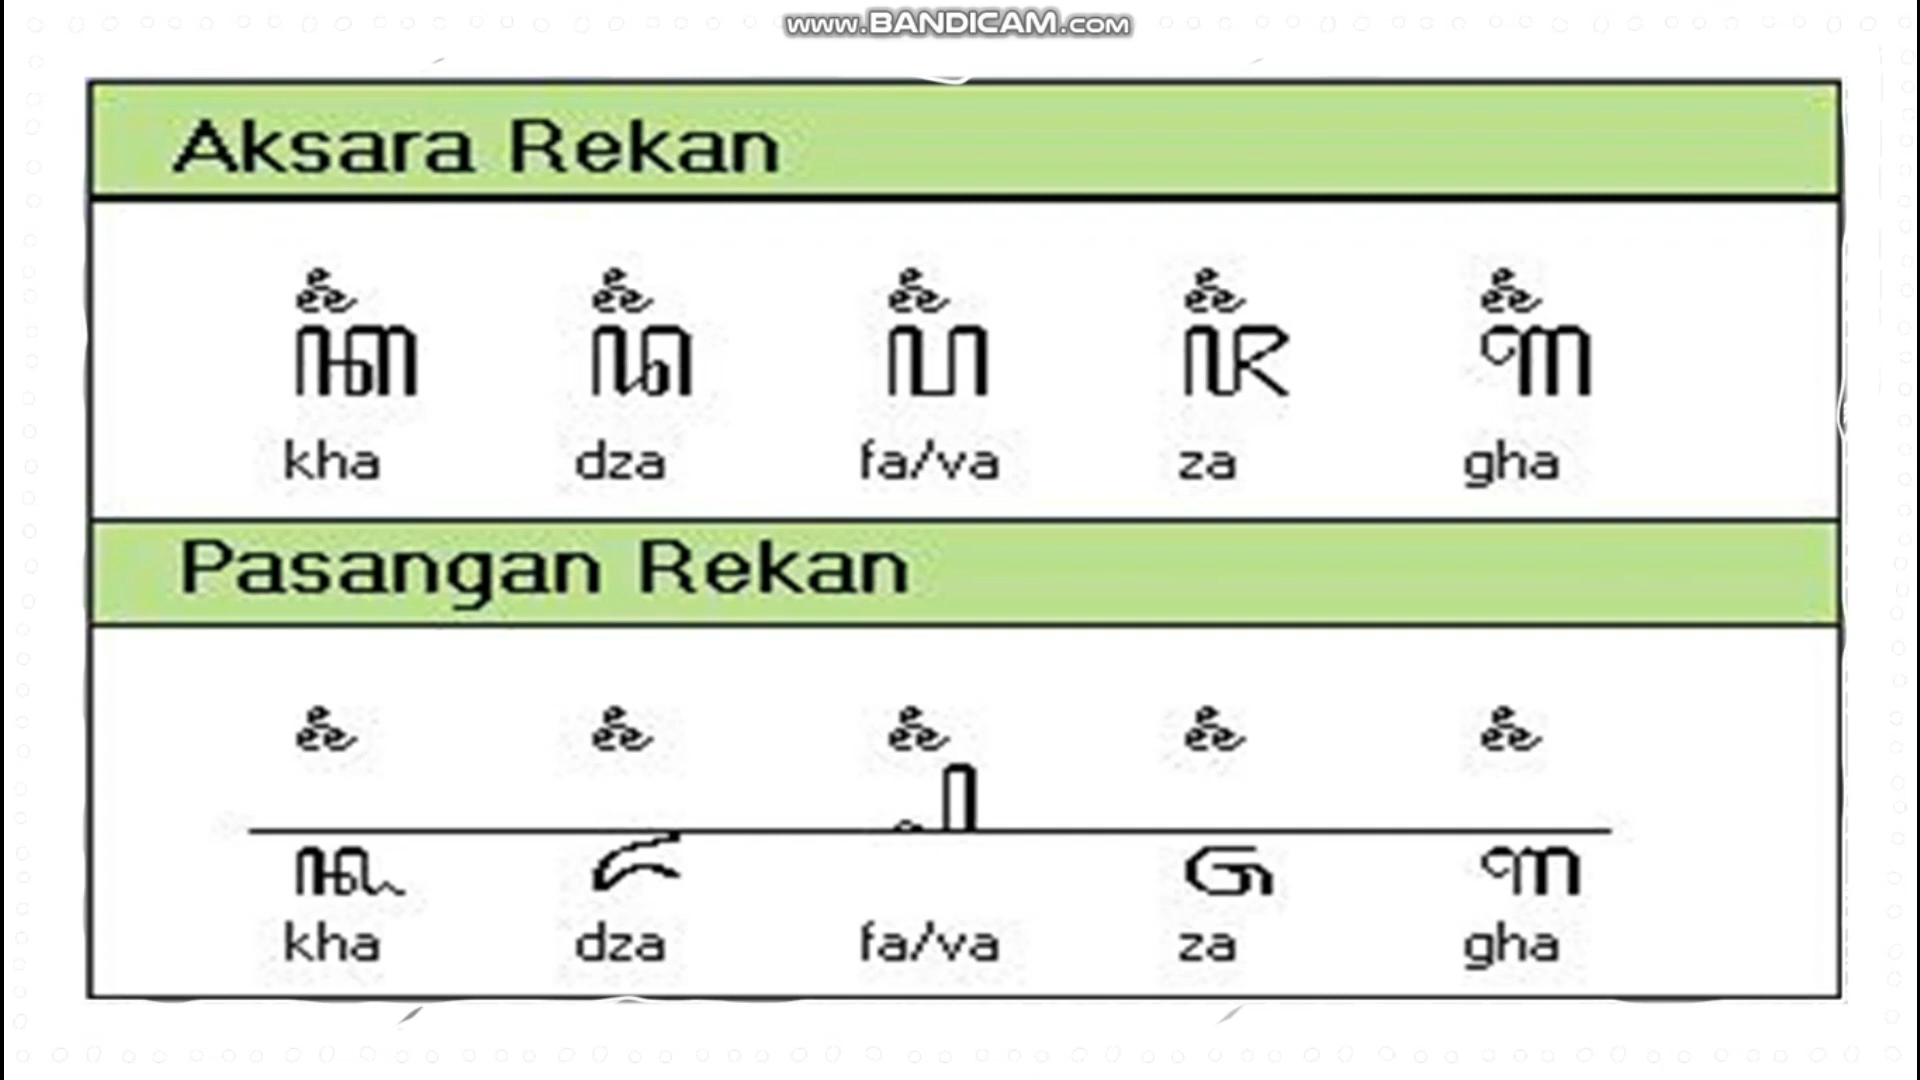 www.BANDICAM.com
Aksara Rekan
ꦏ꦳ ꦢ꦳ ꦥ꦳ ꦗ꦳ ꦒ꦳
kha dza fa/va za gha
Pasangan Rekan
꧀ꦏ꦳ ꧀ꦢ꦳ ꧀ꦥ꦳ ꧀ꦗ꦳ ꧀ꦒ꦳
kha dza fa/va za gha